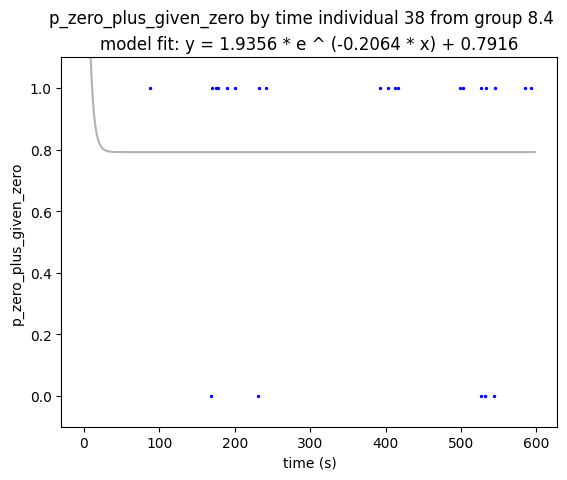 p_zero_plus_given_zero by time individual 38 from group 8.4
model fit: y = 1.9356 * e ^ (-0.2064 * x) + 0.7916
p_zero_plus_given_zero
1.0
0.8
0.6
0.4
0.2
0.0
0 100 200 300 400 500 600
time (s)